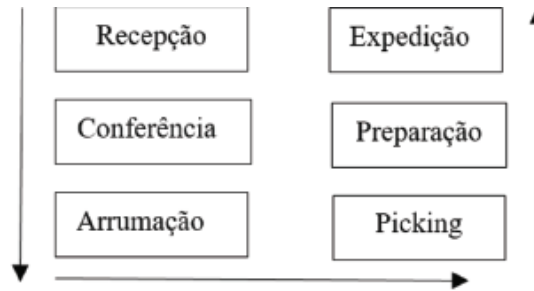 Recepção
Expedição
Conferência
Preparação
Arrumação
Picking